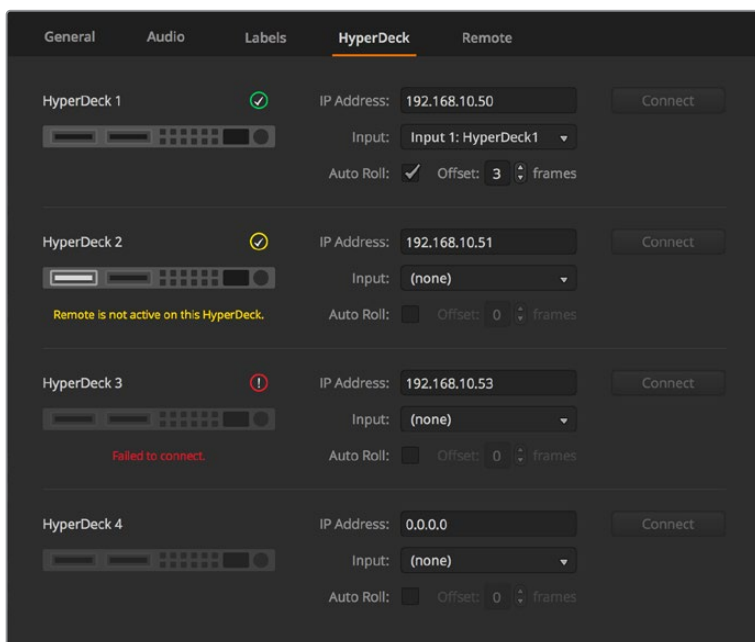 General Audio Labels HyperDeck Remote
HyperDeck 1 IP Address: 192.168.10.50 Connect
Input: Input 1: HyperDeck1
Auto Roll: Offset: 3 frames
HyperDeck 2 IP Address: 192.168.10.51 Connect
Input: (none)
Remote is not active on this HyperDeck. Auto Roll: Offset: 0 frames
HyperDeck 3 IP Address: 192.168.10.53 Connect
Input: (none)
Failed to connect. Auto Roll: Offset: 0 frames
HyperDeck 4 IP Address: 0.0.0.0 Connect
Input: (none)
Auto Roll: Offset: 0 frames